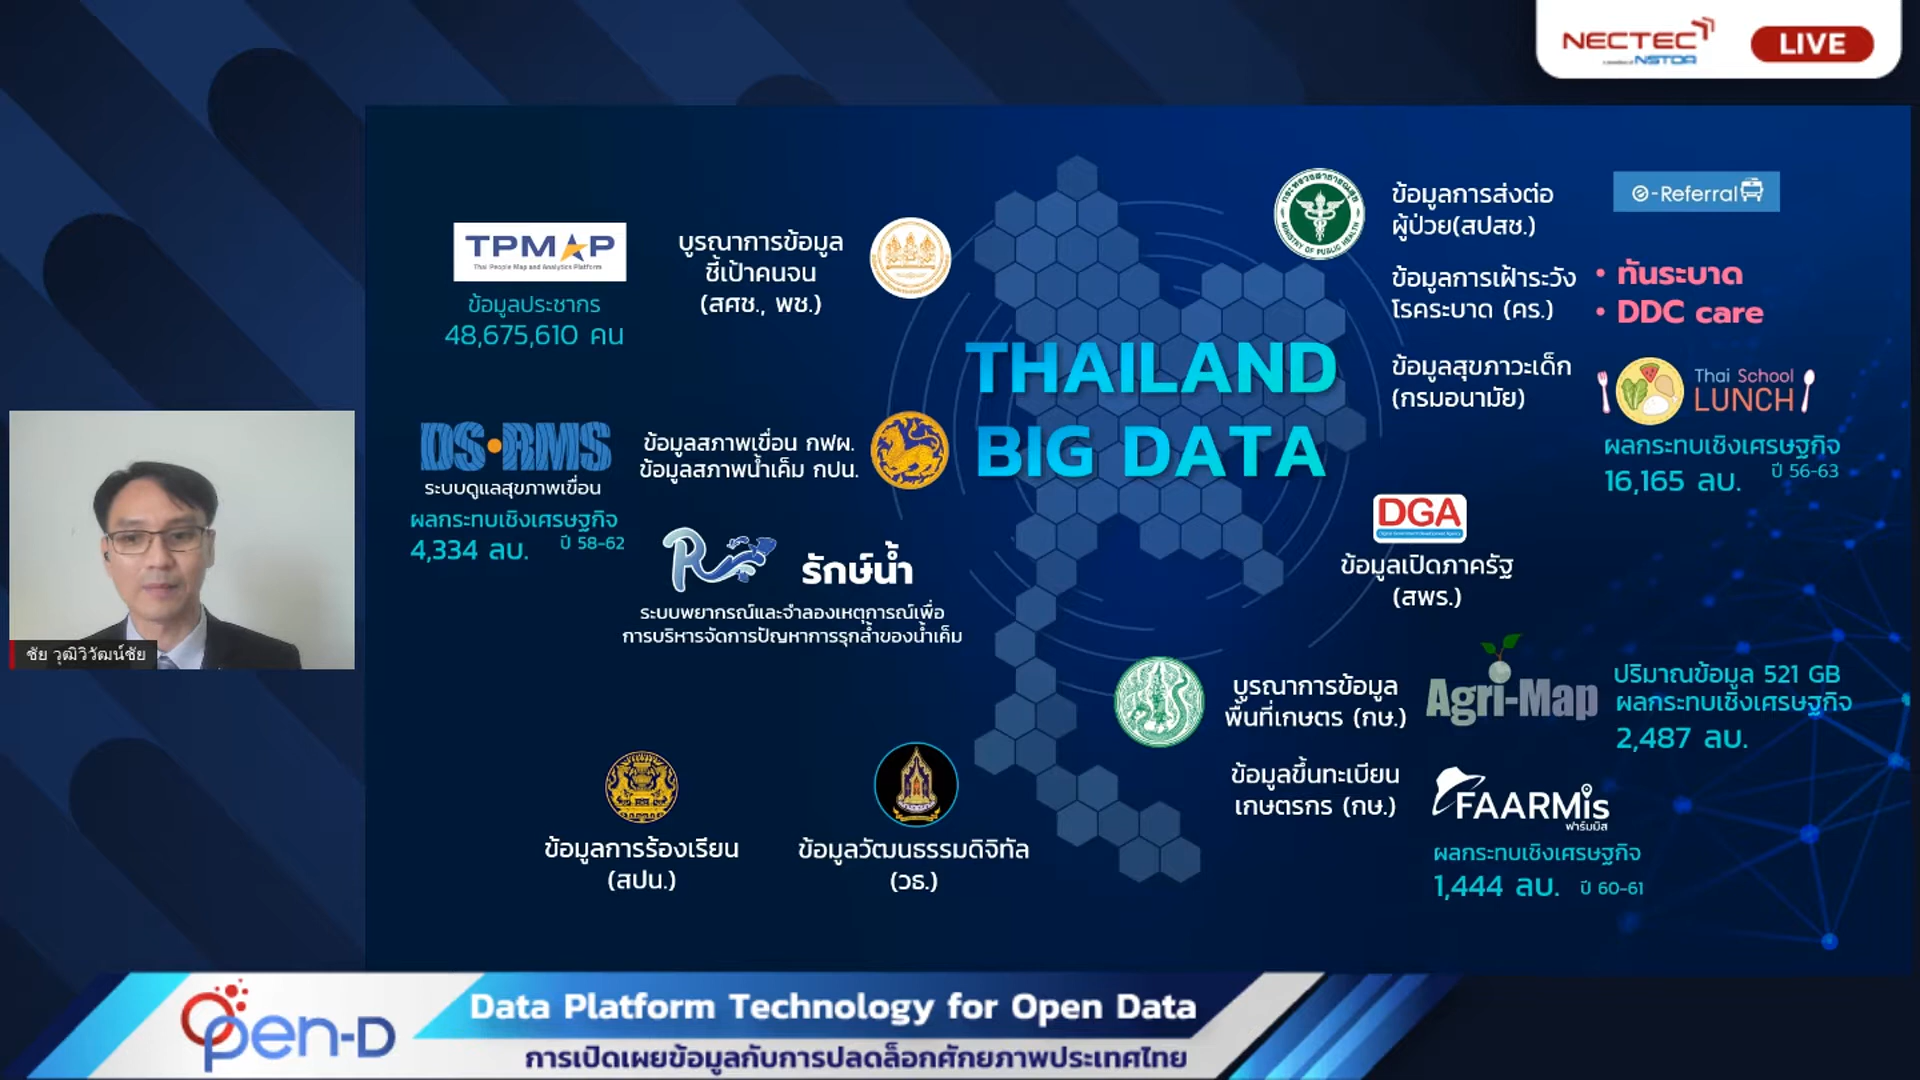 NECTEC
NSTDA
LIVE
TPMAP
Thai People Map and Analytics Platform
ข้อมูลประชากร
48,675,610 คน
บูรณาการข้อมูล
ชี้เป้าคนจน
(สศช., พช.)
DS•RMS
ระบบดูแลสุขภาพเขื่อน
ผลกระทบเชิงเศรษฐกิจ
4,334 ลบ. ปี 58-62
ข้อมูลสภาพเขื่อน กฟผ.
ข้อมูลสภาพน้ำเค็ม กปน.
รักษ์น้ำ
ระบบพยากรณ์และจำลองเหตุการณ์เพื่อ
การบริหารจัดการปัญหาการรุกล้ำของน้ำเค็ม
ข้อมูลการร้องเรียน
(สปน.)
ข้อมูลวัฒนธรรมดิจิทัล
(วธ.)
THAILAND
BIG DATA
กระทรวงสาธารณสุข
MINISTRY OF PUBLIC HEALTH
ข้อมูลการส่งต่อ
ผู้ป่วย(สปสช.)
e-Referral
ข้อมูลการเฝ้าระวัง
โรคระบาด (คร.)
• ทันระบาด
• DDC care
ข้อมูลสุขภาวะเด็ก
(กรมอนามัย)
Thai School
LUNCH
ผลกระทบเชิงเศรษฐกิจ
16,165 ลบ. ปี 56-63
DGA
ข้อมูลเปิดภาครัฐ
(สพร.)
บูรณาการข้อมูล
พื้นที่เกษตร (กษ.)
Agri-Map
ปริมาณข้อมูล 521 GB
ผลกระทบเชิงเศรษฐกิจ
2,487 ลบ.
ข้อมูลขึ้นทะเบียน
เกษตรกร (กษ.)
FAARMis
ฟาร์มมิส
ผลกระทบเชิงเศรษฐกิจ
1,444 ลบ. ปี 60-61
ชัย วุฒิวิวัฒน์ชัย
Open-D
Data Platform Technology for Open Data
การเปิดเผยข้อมูลกับการปลดล็อกศักยภาพประเทศไทย